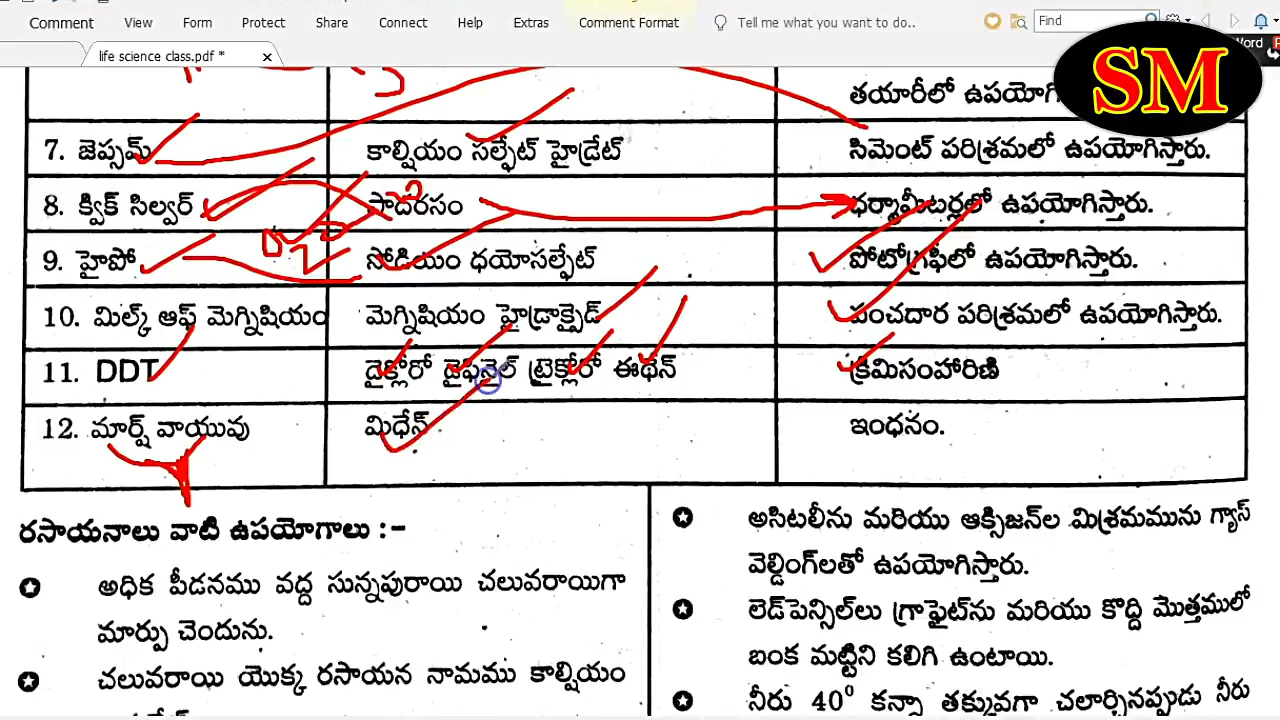 Comment View Form Protect Share Connect Help Extras Comment Format Tell me what you want to do.. Find
life science class.pdf * × Word
SM
తయారీలో ఉపయోగి
7. జెప్సమ్ కాల్షియం సల్ఫేట్ హైడ్రేట్ సిమెంట్ పరిశ్రమలో ఉపయోగిస్తారు.
8. క్విక్ సిల్వర్ పాదరసం థర్మామీటర్లలో ఉపయోగిస్తారు.
9. హైపో సోడియం థయోసల్ఫేట్ ఫోటోగ్రఫీలో ఉపయోగిస్తారు.
10. మిల్క్ ఆఫ్ మెగ్నీషియం మెగ్నిషియం హైడ్రాక్సైడ్ పంచదార పరిశ్రమలో ఉపయోగిస్తారు.
11. DDT డైక్లోరో డైఫినైల్ ట్రైక్లోరో ఈథేన్ క్రిమిసంహారిణి
12. మార్ష్ వాయువు మిథేన్ ఇంధనం.
రసాయనాలు వాటి ఉపయోగాలు :-
అధిక పీడనము వద్ద సున్నపురాయి చలువరాయిగా
మార్పు చెందును.
చలువరాయి యొక్క రసాయన నామము కాల్షియం
అసిటలీను మరియు ఆక్సిజన్‌ల మిశ్రమమును గ్యాస్
వెల్డింగ్‌లతో ఉపయోగిస్తారు.
లెడ్‌పెన్సిల్‌లు గ్రాఫైట్‌ను మరియు కొద్ది మొత్తములో
బంక మట్టిని కలిగి ఉంటాయి.
నీరు 40⁰ కన్నా తక్కువగా చలార్చినప్పుడు నీరు